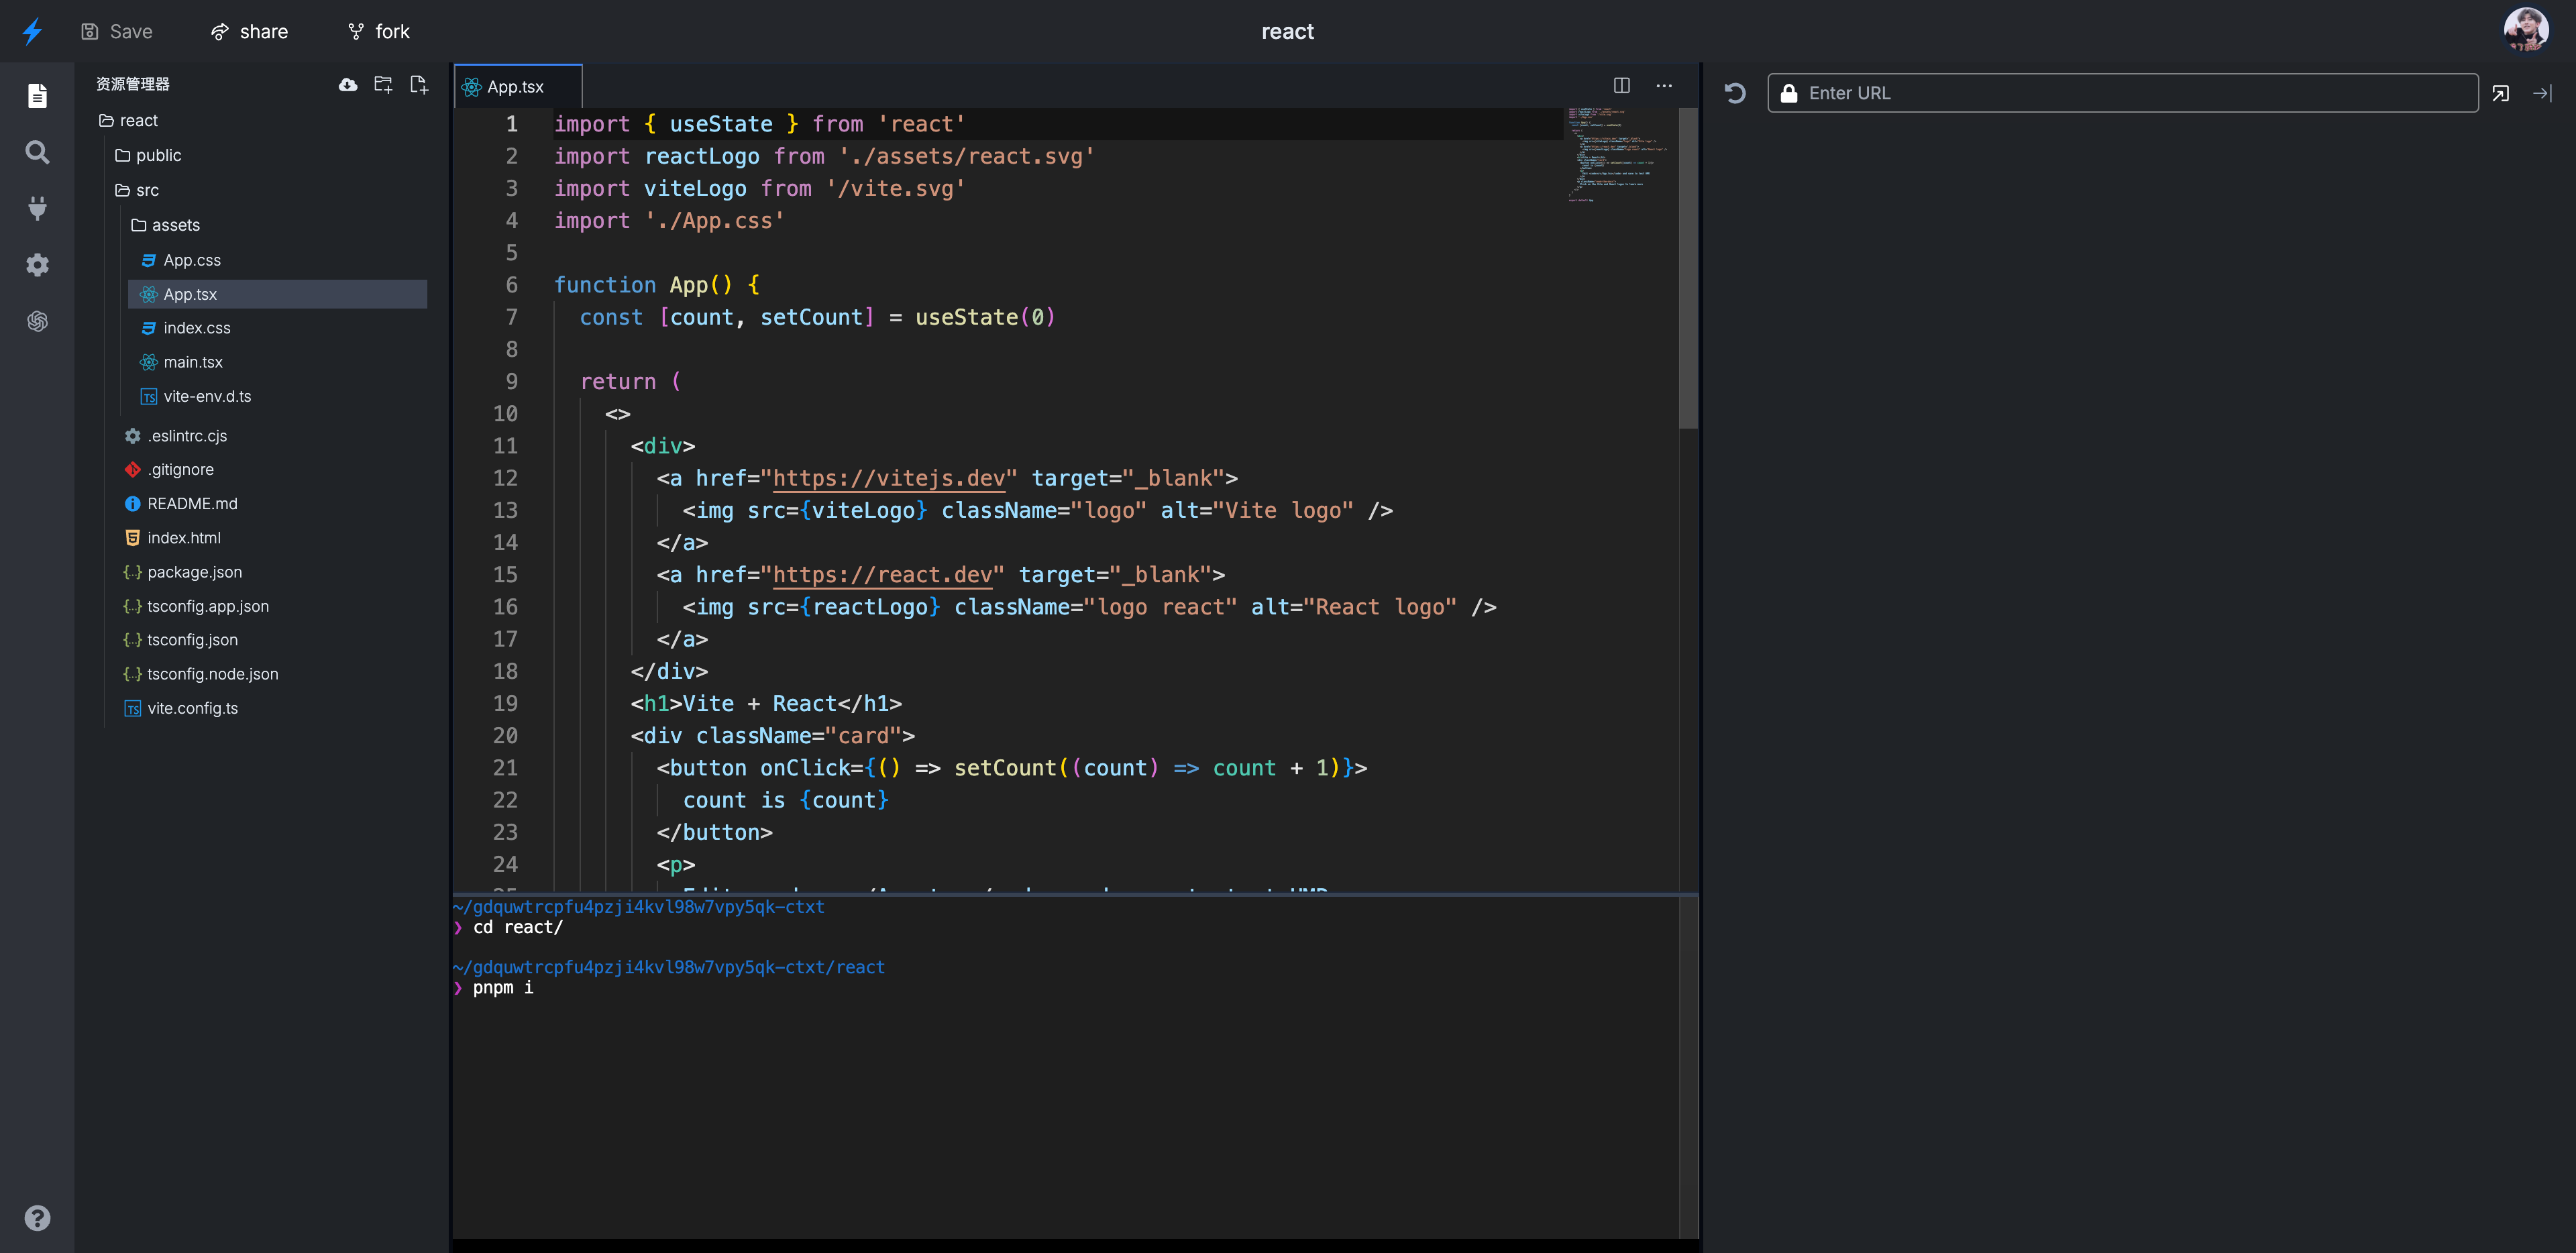 Save
share
fork
react
资源管理器
react
public
src
assets
App.css
App.tsx
index.css
main.tsx
vite-env.d.ts
.eslintrc.cjs
.gitignore
README.md
index.html
package.json
tsconfig.app.json
tsconfig.json
tsconfig.node.json
vite.config.ts
App.tsx
1 import { useState } from 'react'
2 import reactLogo from './assets/react.svg'
3 import viteLogo from '/vite.svg'
4 import './App.css'
5
6 function App() {
7 const [count, setCount] = useState(0)
8
9 return (
10 <>
11 <div>
12 <a href="https://vitejs.dev" target="_blank">
13 <img src={viteLogo} className="logo" alt="Vite logo" />
14 </a>
15 <a href="https://react.dev" target="_blank">
16 <img src={reactLogo} className="logo react" alt="React logo" />
17 </a>
18 </div>
19 <h1>Vite + React</h1>
20 <div className="card">
21 <button onClick={() => setCount((count) => count + 1)}>
22 count is {count}
23 </button>
24 <p>
~/gdquwtrcpfu4pzji4kvl98w7vpy5qk-ctxt
❯ cd react/
~/gdquwtrcpfu4pzji4kvl98w7vpy5qk-ctxt/react
❯ pnpm i
Enter URL